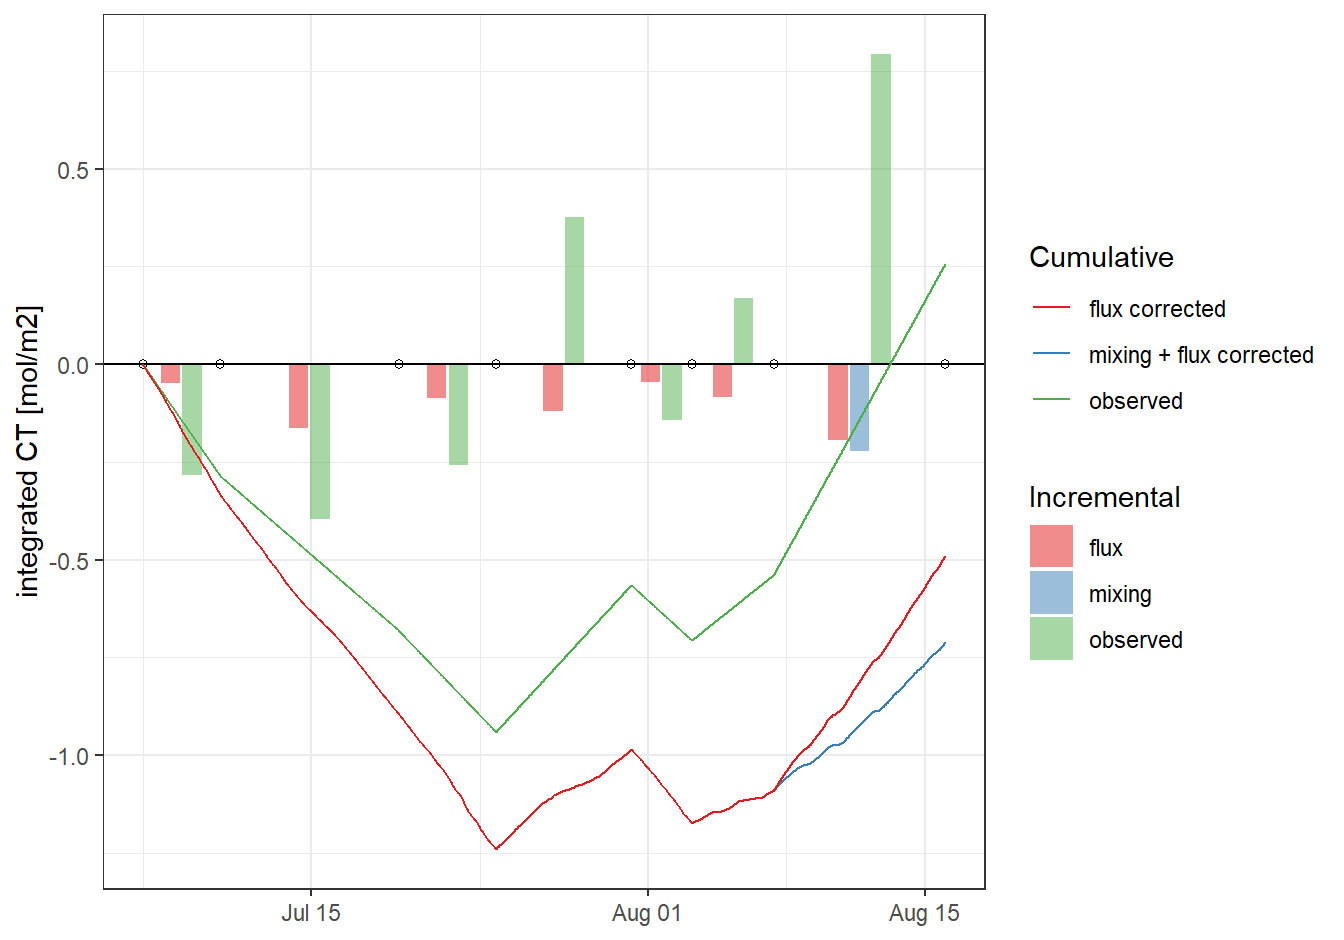 integrated CT [mol/m2]
0.5
0.0
-0.5
-1.0
Jul 15
Aug 01
Aug 15
Cumulative
flux corrected
mixing + flux corrected
observed
Incremental
flux
mixing
observed